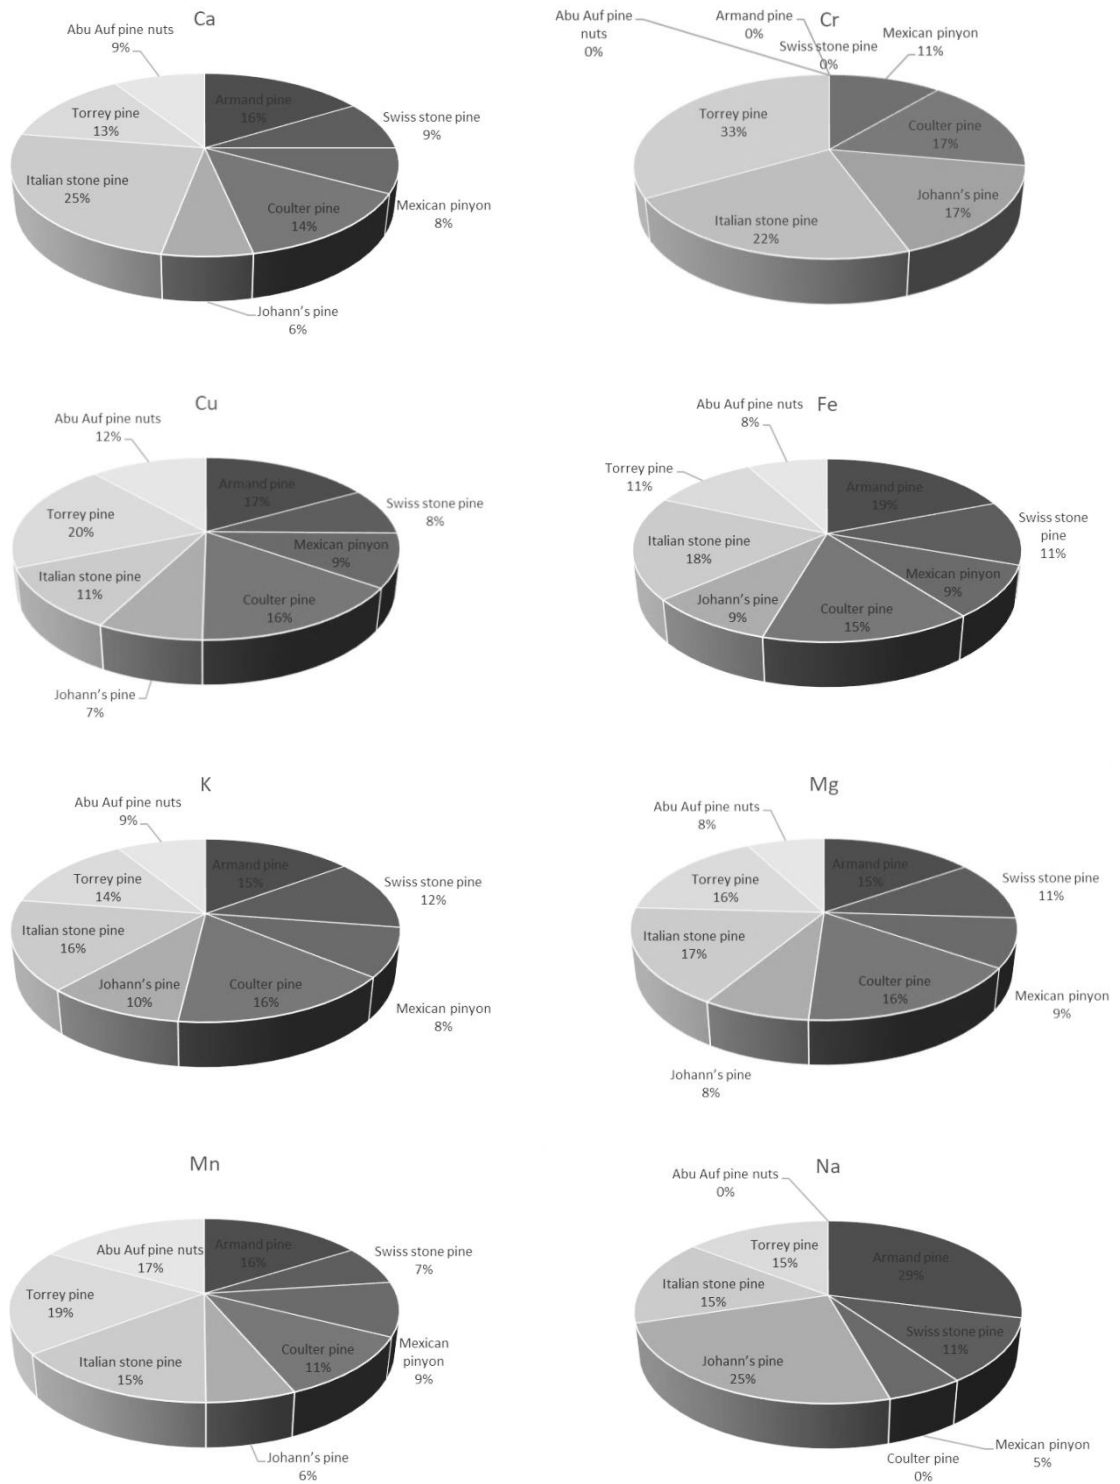 Ca
Abu Auf pine nuts
9%
Armand pine
16%
Swiss stone pine
9%
Mexican pinyon
8%
Coulter pine
14%
Johann's pine
6%
Italian stone pine
25%
Torrey pine
13%
Cr
Abu Auf pine
nuts
0%
Armand pine
0%
Swiss stone pine
0%
Mexican pinyon
11%
Coulter pine
17%
Johann's pine
17%
Italian stone pine
22%
Torrey pine
33%
Cu
Abu Auf pine nuts
12%
Armand pine
17%
Swiss stone pine
8%
Mexican pinyon
9%
Coulter pine
16%
Johann's pine
7%
Italian stone pine
11%
Torrey pine
20%
Fe
Abu Auf pine nuts
8%
Armand pine
19%
Swiss stone
pine
11%
Mexican pinyon
9%
Coulter pine
15%
Johann's pine
9%
Italian stone pine
18%
Torrey pine
11%
K
Abu Auf pine nuts
9%
Armand pine
15%
Swiss stone pine
12%
Mexican pinyon
8%
Coulter pine
16%
Johann's pine
10%
Italian stone pine
16%
Torrey pine
14%
Mg
Abu Auf pine nuts
8%
Armand pine
15%
Swiss stone pine
11%
Mexican pinyon
9%
Coulter pine
16%
Johann's pine
8%
Italian stone pine
17%
Torrey pine
16%
Mn
Abu Auf pine nuts
17%
Armand pine
16%
Swiss stone pine
7%
Mexican
pinyon
9%
Coulter pine
11%
Johann's pine
6%
Italian stone pine
15%
Torrey pine
19%
Na
Abu Auf pine nuts
0%
Armand pine
29%
Swiss stone pine
11%
Mexican pinyon
5%
Coulter pine
0%
Johann's pine
25%
Italian stone pine
15%
Torrey pine
15%